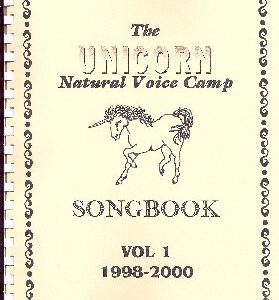 The
UNICORN
Natural Voice Camp
SONGBOOK
VOL 1
1998-2000